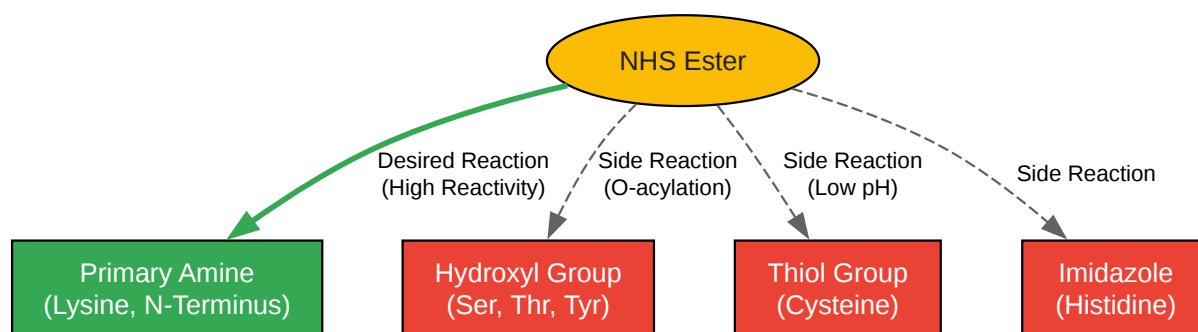 NHS Ester
Desired Reaction
(High Reactivity)
Side Reaction
(O-acylation)
Side Reaction
(Low pH)
Side Reaction
Primary Amine
(Lysine, N-Terminus)
Hydroxyl Group
(Ser, Thr, Tyr)
Thiol Group
(Cysteine)
Imidazole
(Histidine)